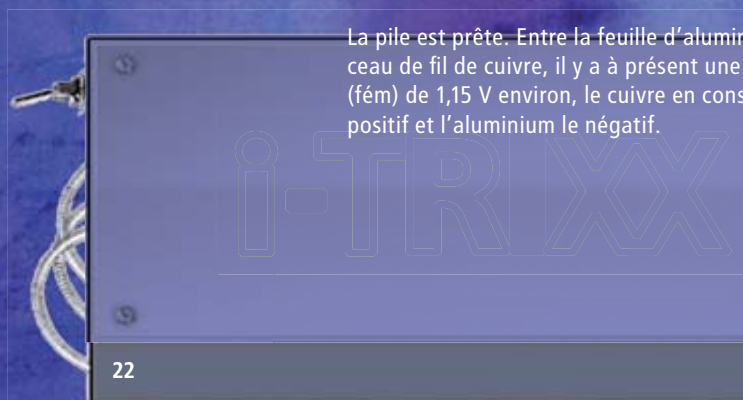 La pile est prête. Entre la feuille d’alumin
ceau de fil de cuivre, il y a à présent une
(fém) de 1,15 V environ, le cuivre en cons
positif et l’aluminium le négatif.
i-TRIXX
22